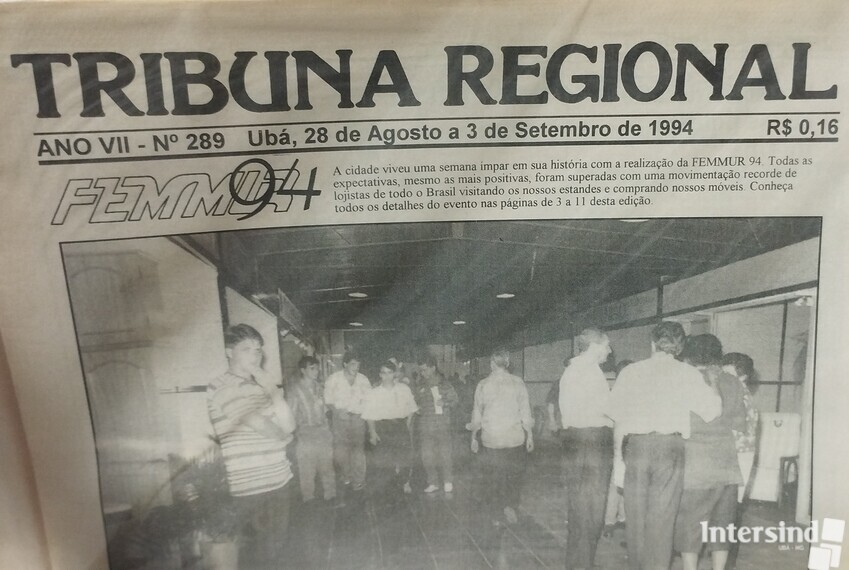 TRIBUNA REGIONAL
ANO VII - Nº 289 Ubá, 28 de Agosto a 3 de Setembro de 1994 R$ 0,16
FEMMUR 94
A cidade viveu uma semana impar em sua história com a realização da FEMMUR 94. Todas as
expectativas, mesmo as mais positivas, foram superadas com uma movimentação recorde de
lojistas de todo o Brasil visitando os nossos estandes e comprando nossos móveis. Conheça
todos os detalhes do evento nas páginas de 3 a 11 desta edição.
Intersind
UBÁ - MG